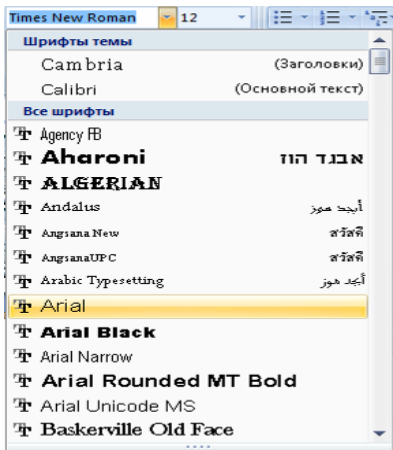 Times New Roman 12
Шрифты темы
Cambria (Заголовки)
Calibri (Основной текст)
Все шрифты
Agency FB
Aharoni אבגד הוז
ALGERIAN
Andalus أبجد هوز
Angsana New สวัสดี
AngsanaUPC สวัสดี
Arabic Typesetting أبجد هوز
Arial
Arial Black
Arial Narrow
Arial Rounded MT Bold
Arial Unicode MS
Baskerville Old Face